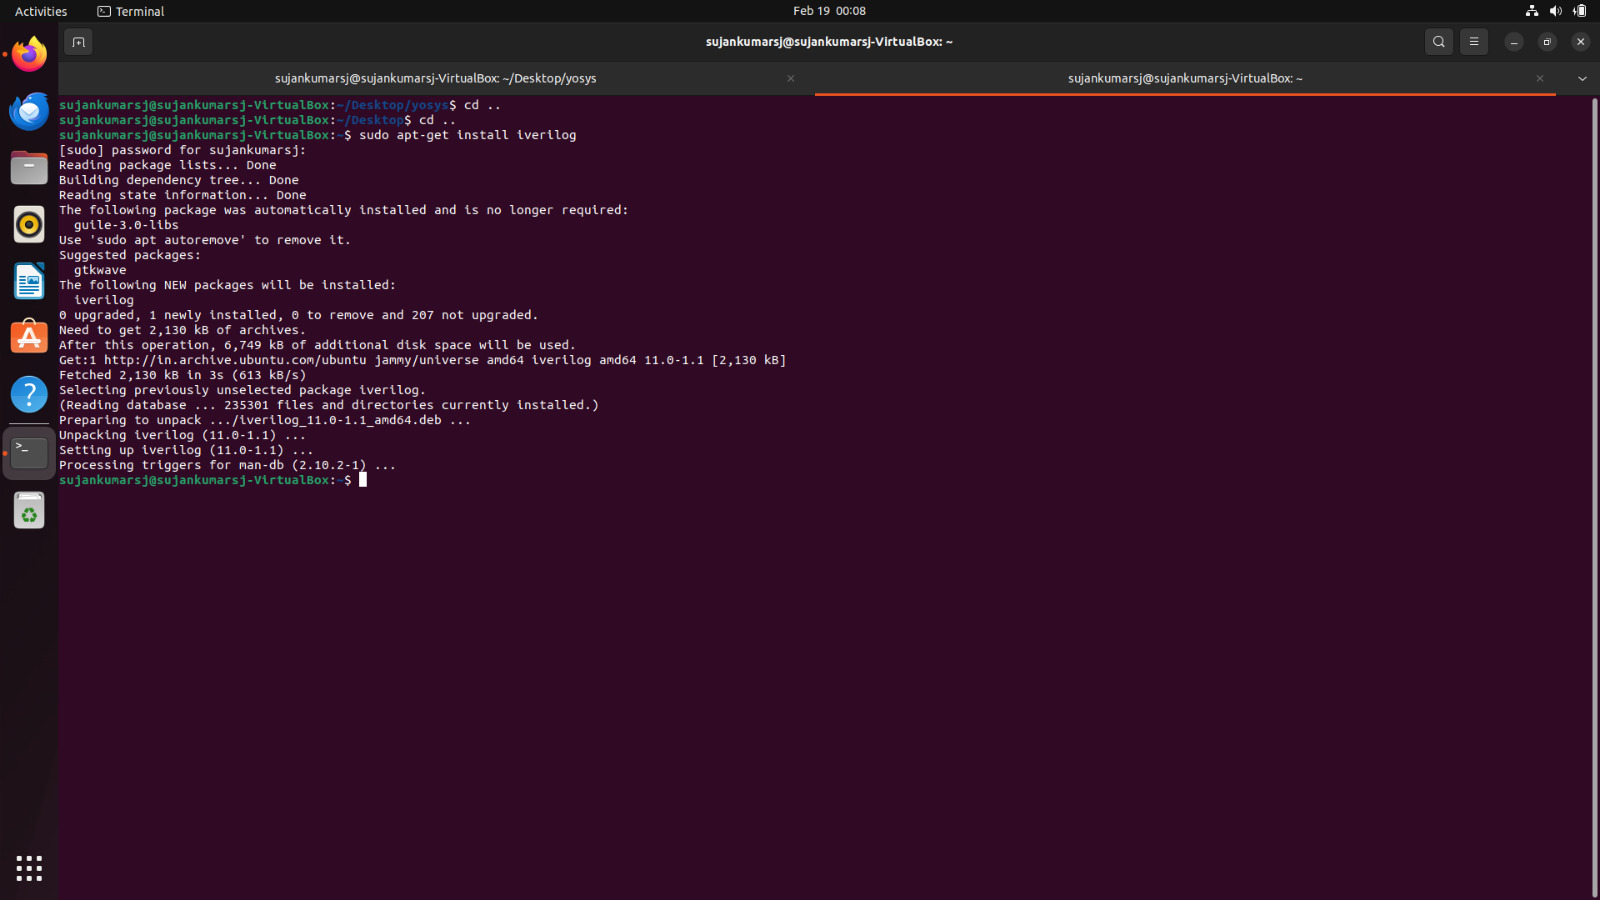 Activities
Terminal
Feb 19 00:08
sujankumarsj@sujankumarsj-VirtualBox: ~
sujankumarsj@sujankumarsj-VirtualBox: ~/Desktop/yosys
sujankumarsj@sujankumarsj-VirtualBox: ~
sujankumarsj@sujankumarsj-VirtualBox:~/Desktop/yosys$ cd ..
sujankumarsj@sujankumarsj-VirtualBox:~/Desktop$ cd ..
sujankumarsj@sujankumarsj-VirtualBox:~$ sudo apt-get install iverilog
[sudo] password for sujankumarsj:
Reading package lists... Done
Building dependency tree... Done
Reading state information... Done
The following package was automatically installed and is no longer required:
  guile-3.0-libs
Use 'sudo apt autoremove' to remove it.
Suggested packages:
  gtkwave
The following NEW packages will be installed:
  iverilog
0 upgraded, 1 newly installed, 0 to remove and 207 not upgraded.
Need to get 2,130 kB of archives.
After this operation, 6,749 kB of additional disk space will be used.
Get:1 http://in.archive.ubuntu.com/ubuntu jammy/universe amd64 iverilog amd64 11.0-1.1 [2,130 kB]
Fetched 2,130 kB in 3s (613 kB/s)
Selecting previously unselected package iverilog.
(Reading database ... 235301 files and directories currently installed.)
Preparing to unpack .../iverilog_11.0-1.1_amd64.deb ...
Unpacking iverilog (11.0-1.1) ...
Setting up iverilog (11.0-1.1) ...
Processing triggers for man-db (2.10.2-1) ...
sujankumarsj@sujankumarsj-VirtualBox:~$